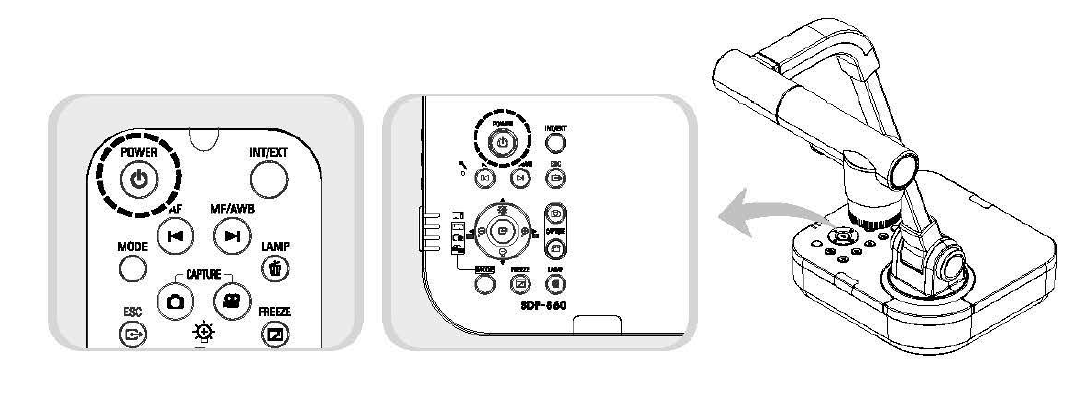 POWER
INT/EXT
AF
MF/AWB
MODE
LAMP
CAPTURE
ESC
FREEZE
POWER
INT/EXT
ESC
CAPTURE
MODE
FREEZE
LAMP
SDP-860